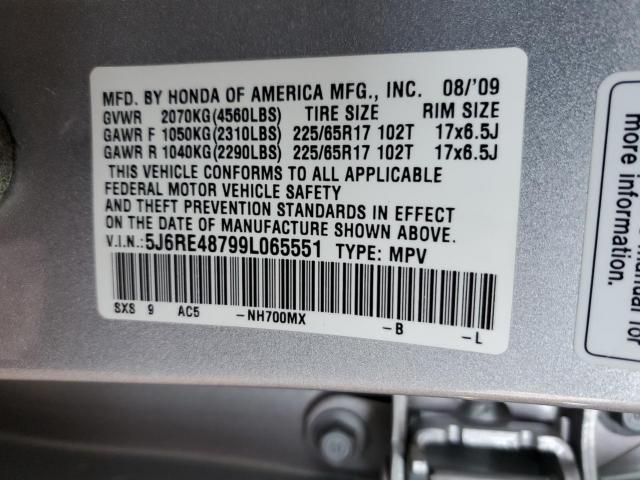 MFD. BY HONDA OF AMERICA MFG., INC. 08/'09
GVWR 2070KG(4560LBS) TIRE SIZE RIM SIZE
GAWR F 1050KG(2310LBS) 225/65R17 102T 17x6.5J
GAWR R 1040KG(2290LBS) 225/65R17 102T 17x6.5J
THIS VEHICLE CONFORMS TO ALL APPLICABLE
FEDERAL MOTOR VEHICLE SAFETY
AND THEFT PREVENTION STANDARDS IN EFFECT
ON THE DATE OF MANUFACTURE SHOWN ABOVE.
V.I.N.:5J6RE48799L065551 TYPE: MPV
SXS 9 AC5 -NH700MX -B -L
manual for
more
information.